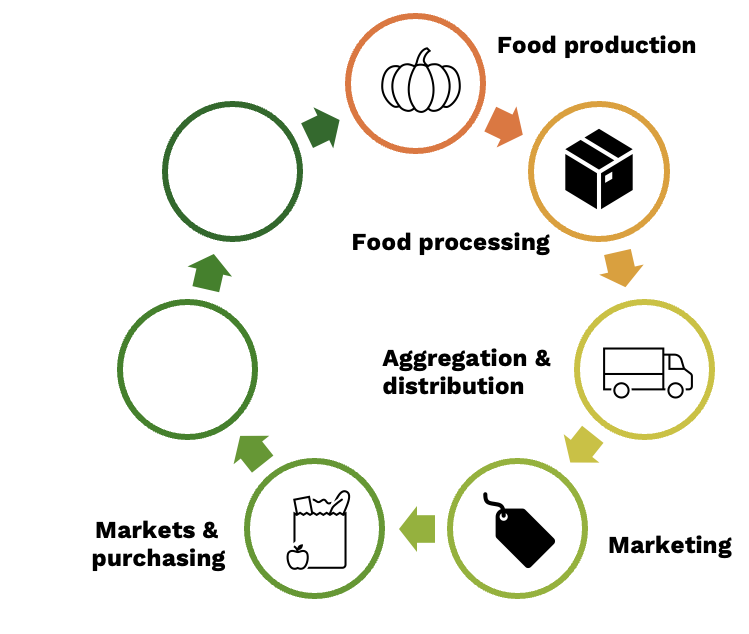 Food production
Food processing
Aggregation &
distribution
Marketing
Markets &
purchasing